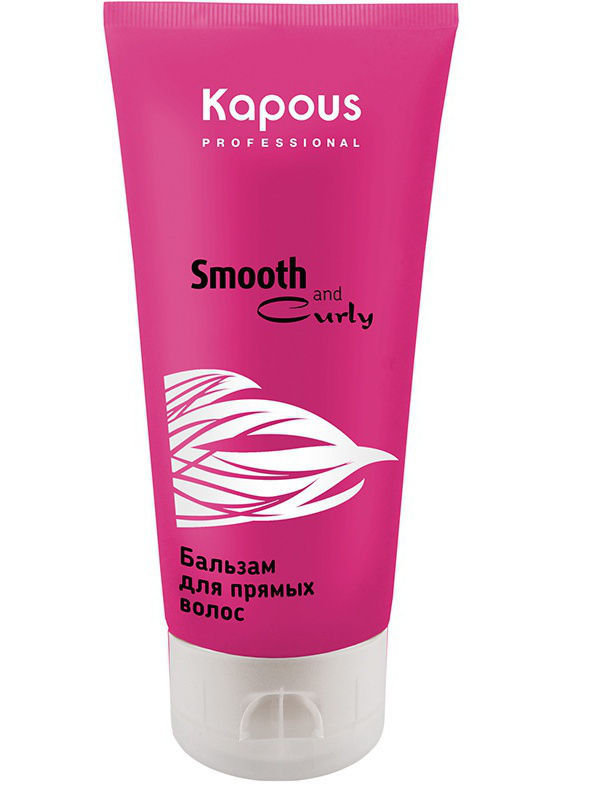 Kapous
PROFESSIONAL
Smooth
and
Curly
Бальзам
для прямых
волос